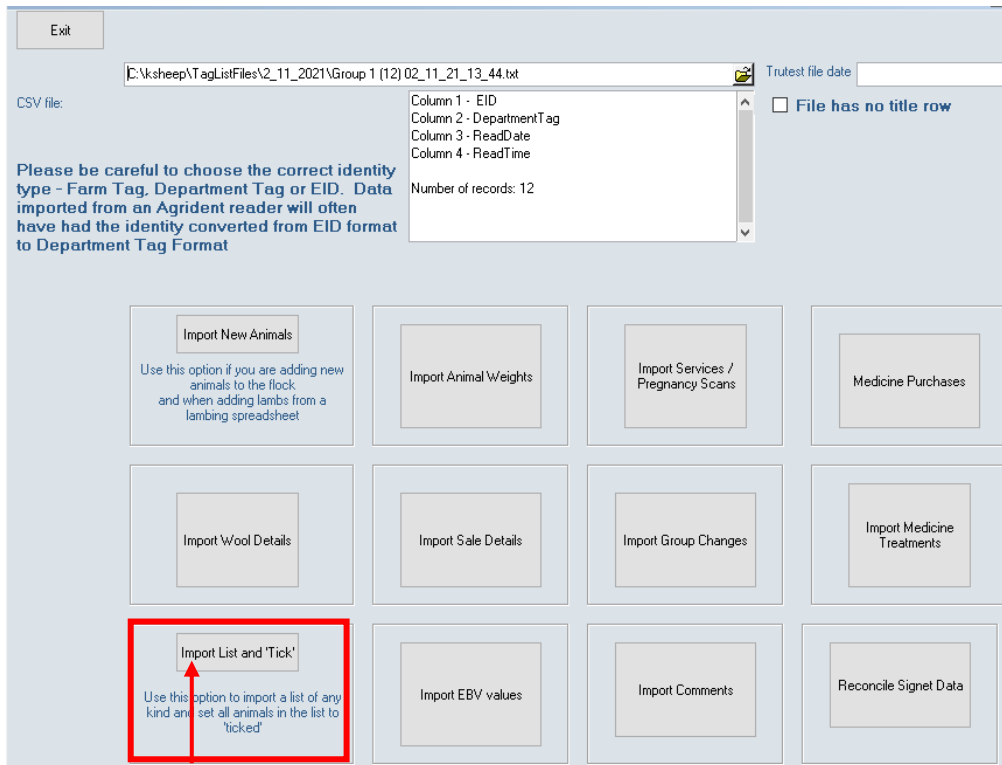 Exit
C:\ksheep\TagListFiles\2_11_2021\Group 1 (12) 02_11_21_13_44.txt
Trutest file date
CSV file:
Column 1 - EID
Column 2 - DepartmentTag
Column 3 - ReadDate
Column 4 - ReadTime
Number of records: 12
File has no title row
Please be careful to choose the correct identity
type - Farm Tag, Department Tag or EID. Data
imported from an Agrident reader will often
have had the identity converted from EID format
to Department Tag Format
Import New Animals
Use this option if you are adding new
animals to the flock
and when adding lambs from a
lambing spreadsheet
Import Animal Weights
Import Services /
Pregnancy Scans
Medicine Purchases
Import Wool Details
Import Sale Details
Import Group Changes
Import Medicine
Treatments
Import List and 'Tick'
Use this option to import a list of any
kind and set all animals in the list to
'ticked'
Import EBV values
Import Comments
Reconcile Signet Data